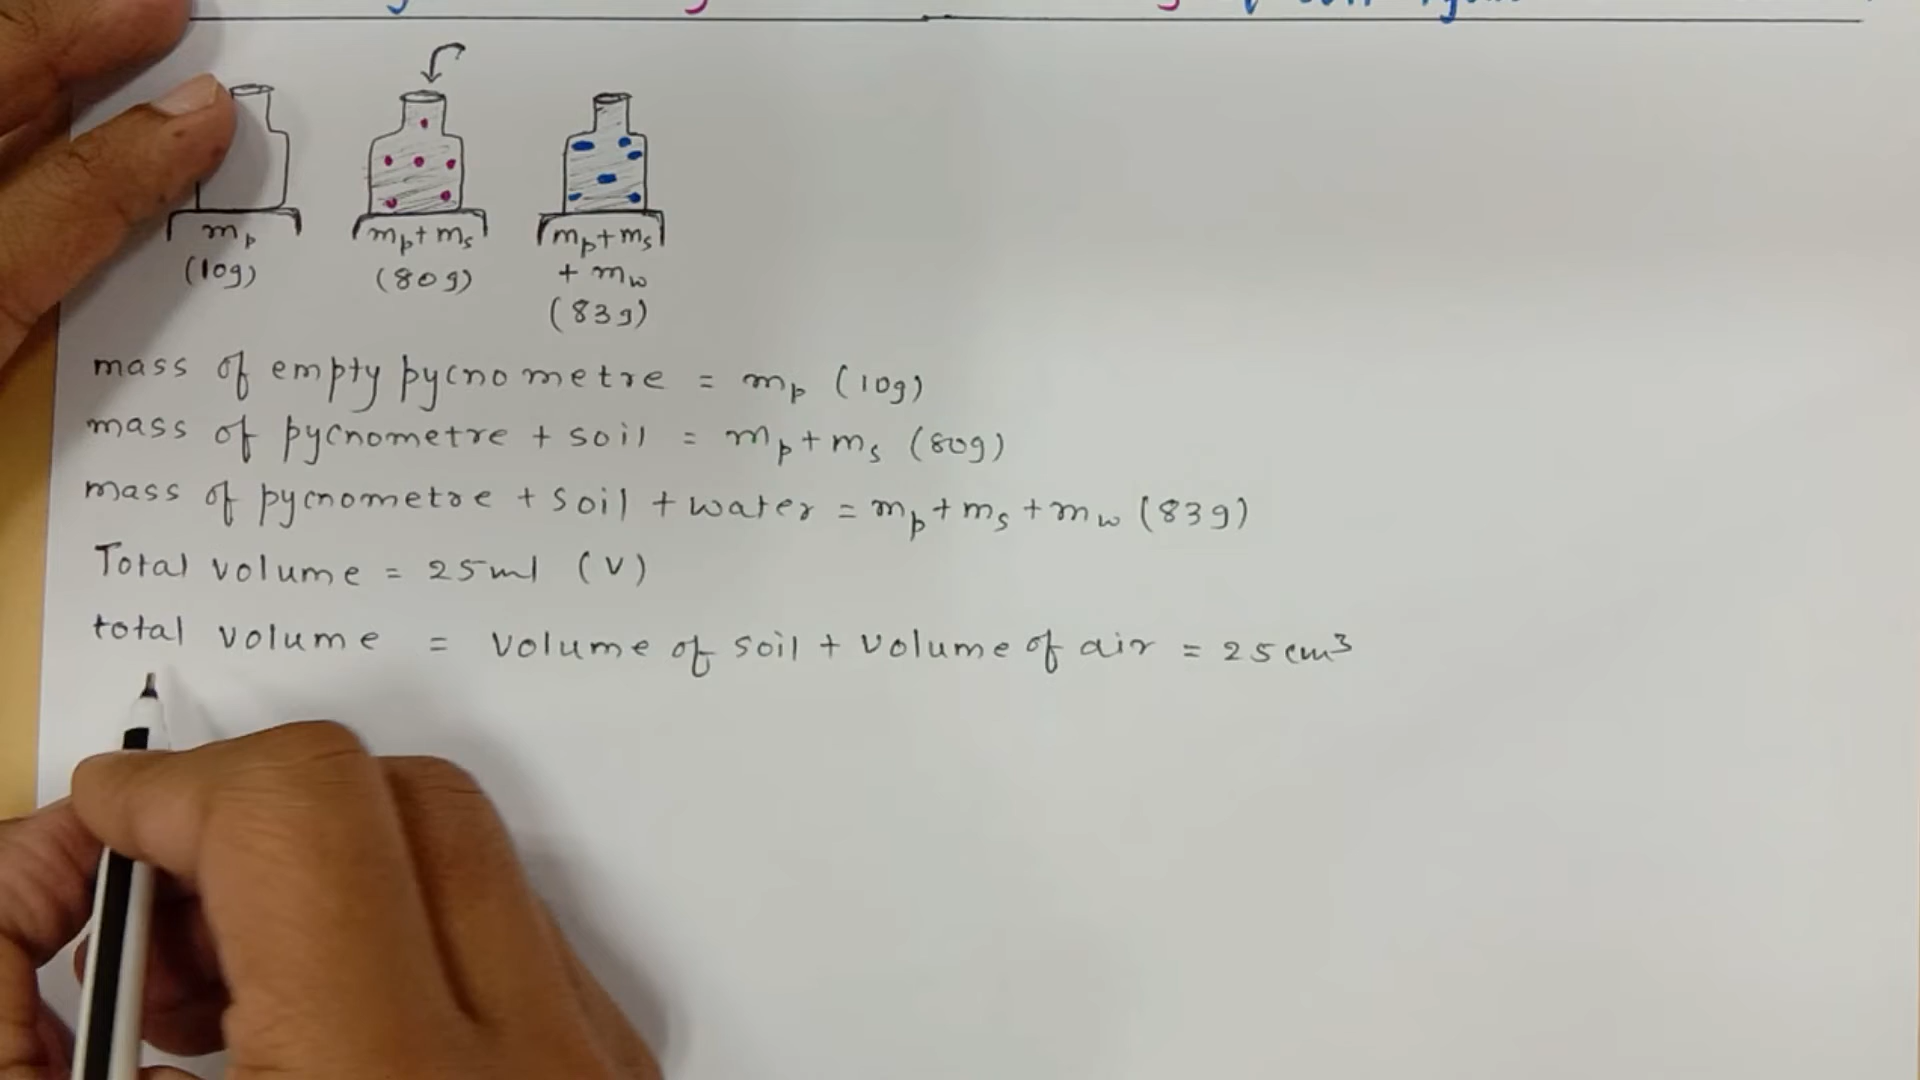 mp
(10g)
mp+ms
(80g)
mp+ms
+ mw
(83g)
mass of empty pycnometre = mp (10g)
mass of pycnometre + soil = mp+ms (80g)
mass of pycnometre + soil + water = mp+ms+mw (83g)
Total volume = 25ml (V)
total volume = volume of soil + volume of air = 25cm³